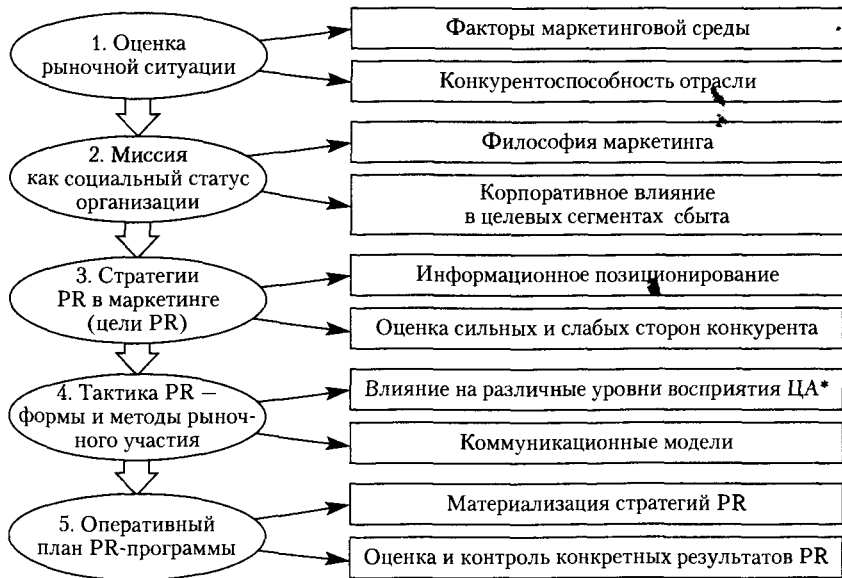 1. Оценка
рыночной ситуации
Факторы маркетинговой среды
Конкурентоспособность отрасли
2. Миссия
как социальный статус
организации
Философия маркетинга
Корпоративное влияние
в целевых сегментах сбыта
3. Стратегии
PR в маркетинге
(цели PR)
Информационное позиционирование
Оценка сильных и слабых сторон конкурента
4. Тактика PR —
формы и методы рыноч-
ного участия
Влияние на различные уровни восприятия ЦА*
Коммуникационные модели
5. Оперативный
план PR-программы
Материализация стратегий PR
Оценка и контроль конкретных результатов PR